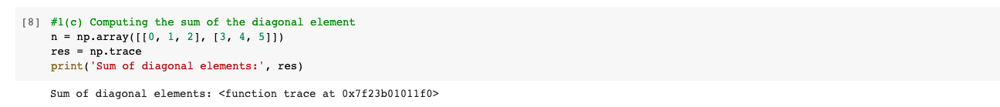 [8] #1(c) Computing the sum of the diagonal element
n = np.array([[0, 1, 2], [3, 4, 5]])
res = np.trace
print('Sum of diagonal elements:', res)
Sum of diagonal elements: <function trace at 0x7f23b01011f0>